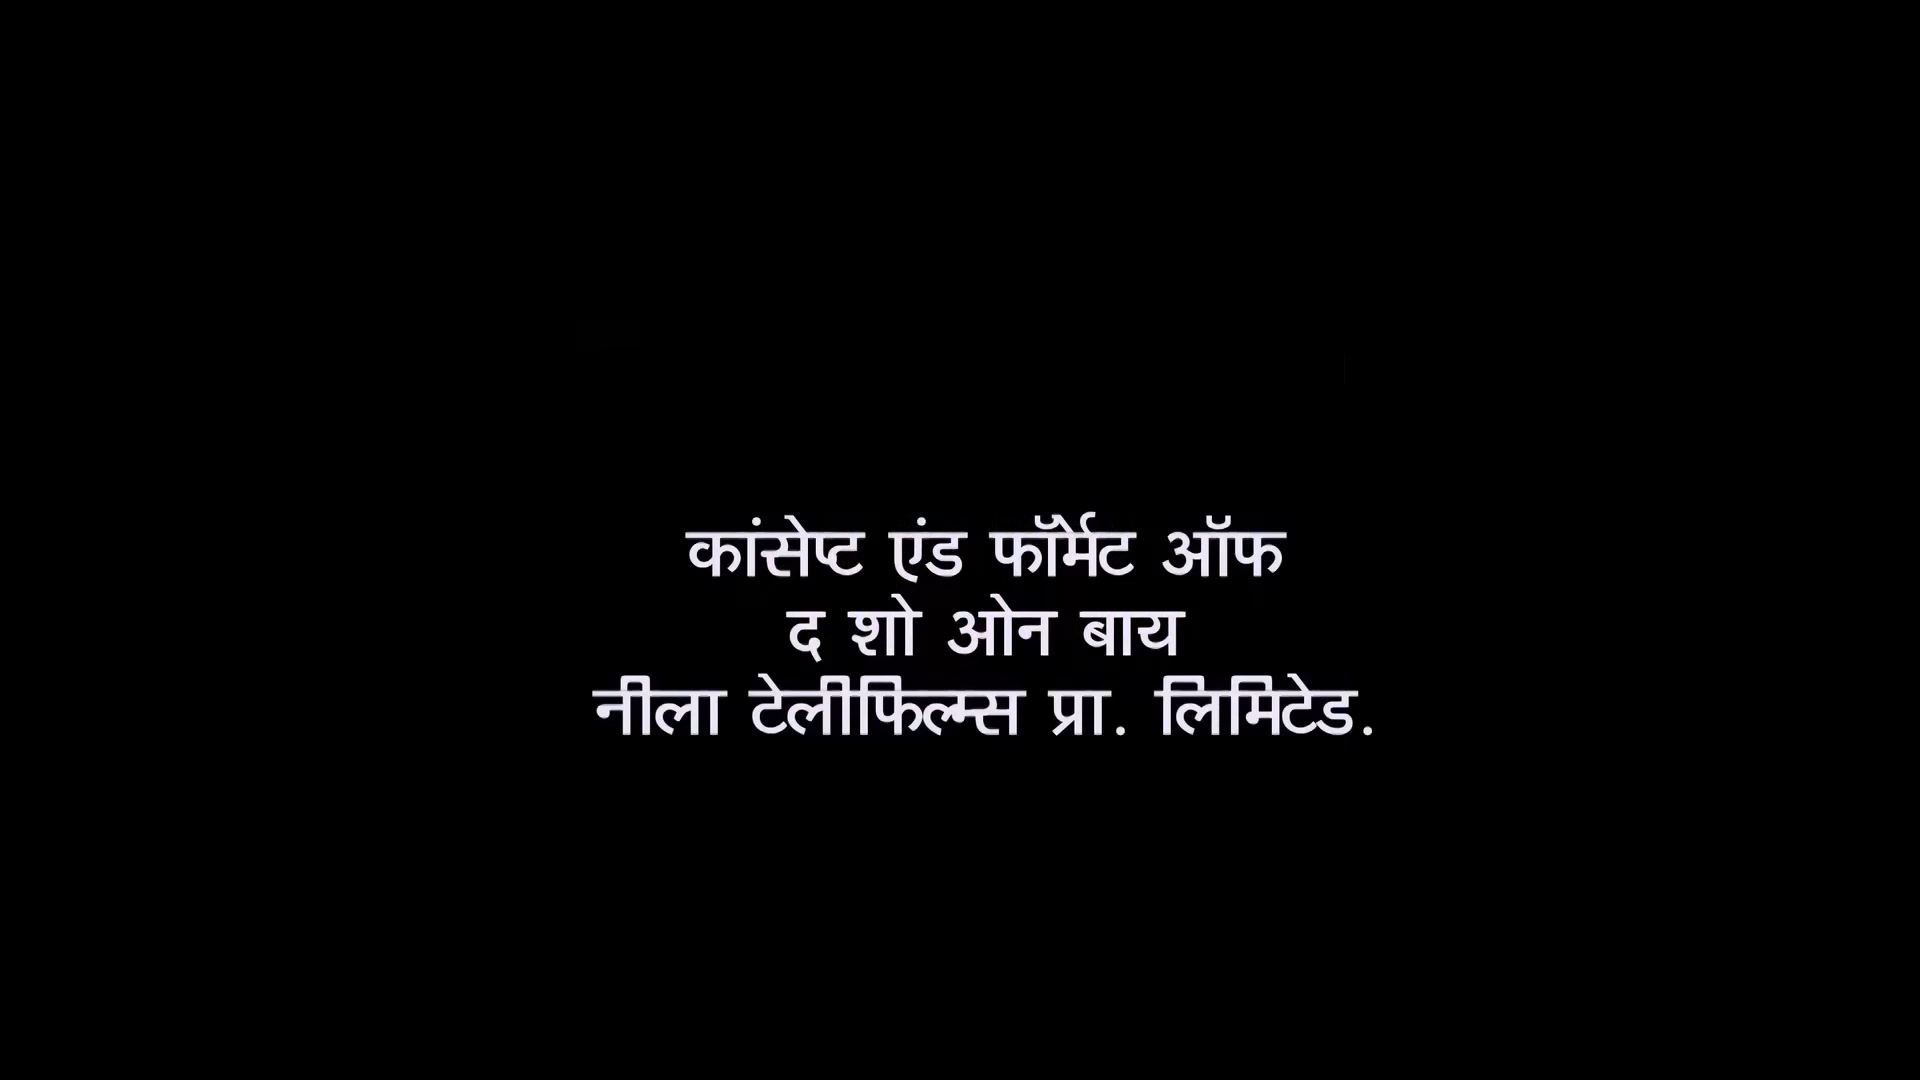 कांसेप्ट एंड फॉर्मेट ऑफ
द शो ओन बाय
नीला टेलीफिल्म्स प्रा. लिमिटेड.